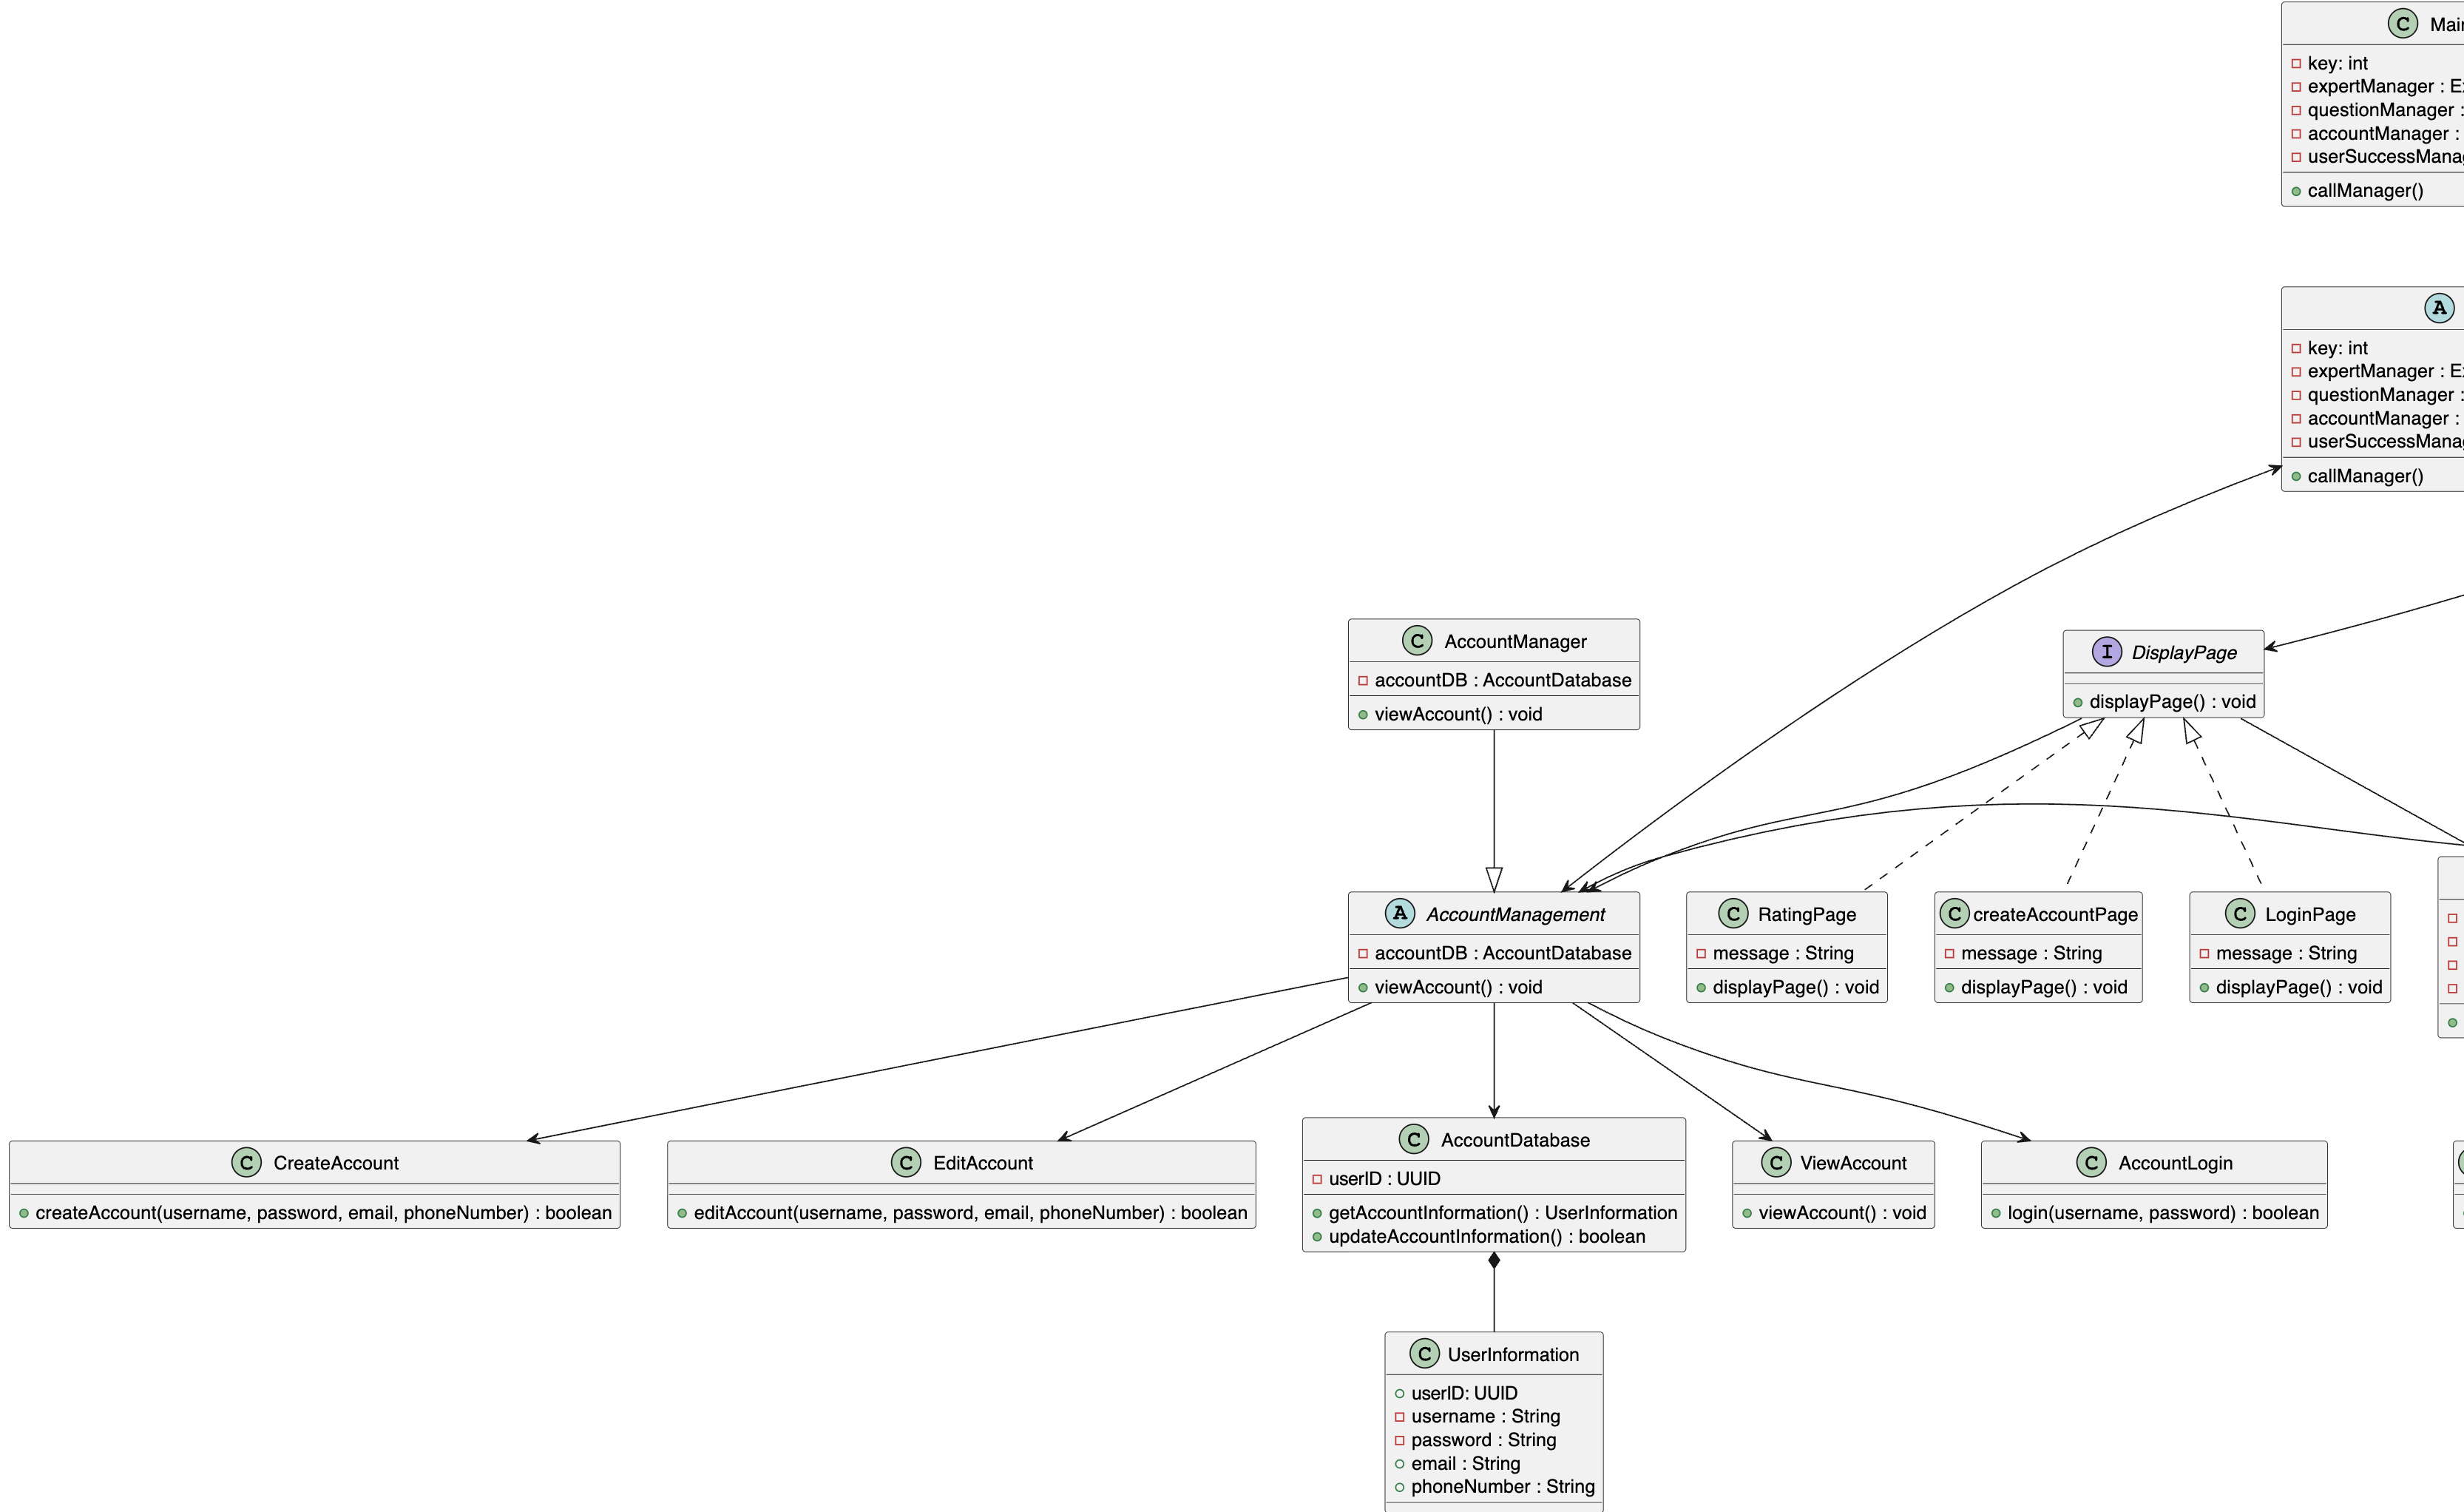 C
key: int
expertManager :
questionManager :
accountManager :
callManager()
A
key: int
expertManager :
questionManager :
accountManager :
callManager()
C AccountManager
accountDB : AccountDatabase
viewAccount() : void
I DisplayPage
displayPage() : void
A AccountManagement
accountDB : AccountDatabase
viewAccount() : void
C RatingPage
message : String
displayPage() : void
C createAccountPage
message : String
displayPage() : void
C LoginPage
message : String
displayPage() : void
C CreateAccount
createAccount(username, password, email, phoneNumber) : boolean
C EditAccount
editAccount(username, password, email, phoneNumber) : boolean
C AccountDatabase
userID : UUID
getAccountInformation() : UserInformation
updateAccountInformation() : boolean
C ViewAccount
viewAccount() : void
C AccountLogin
login(username, password) : boolean
C UserInformation
userID: UUID
username : String
password : String
email : String
phoneNumber : String